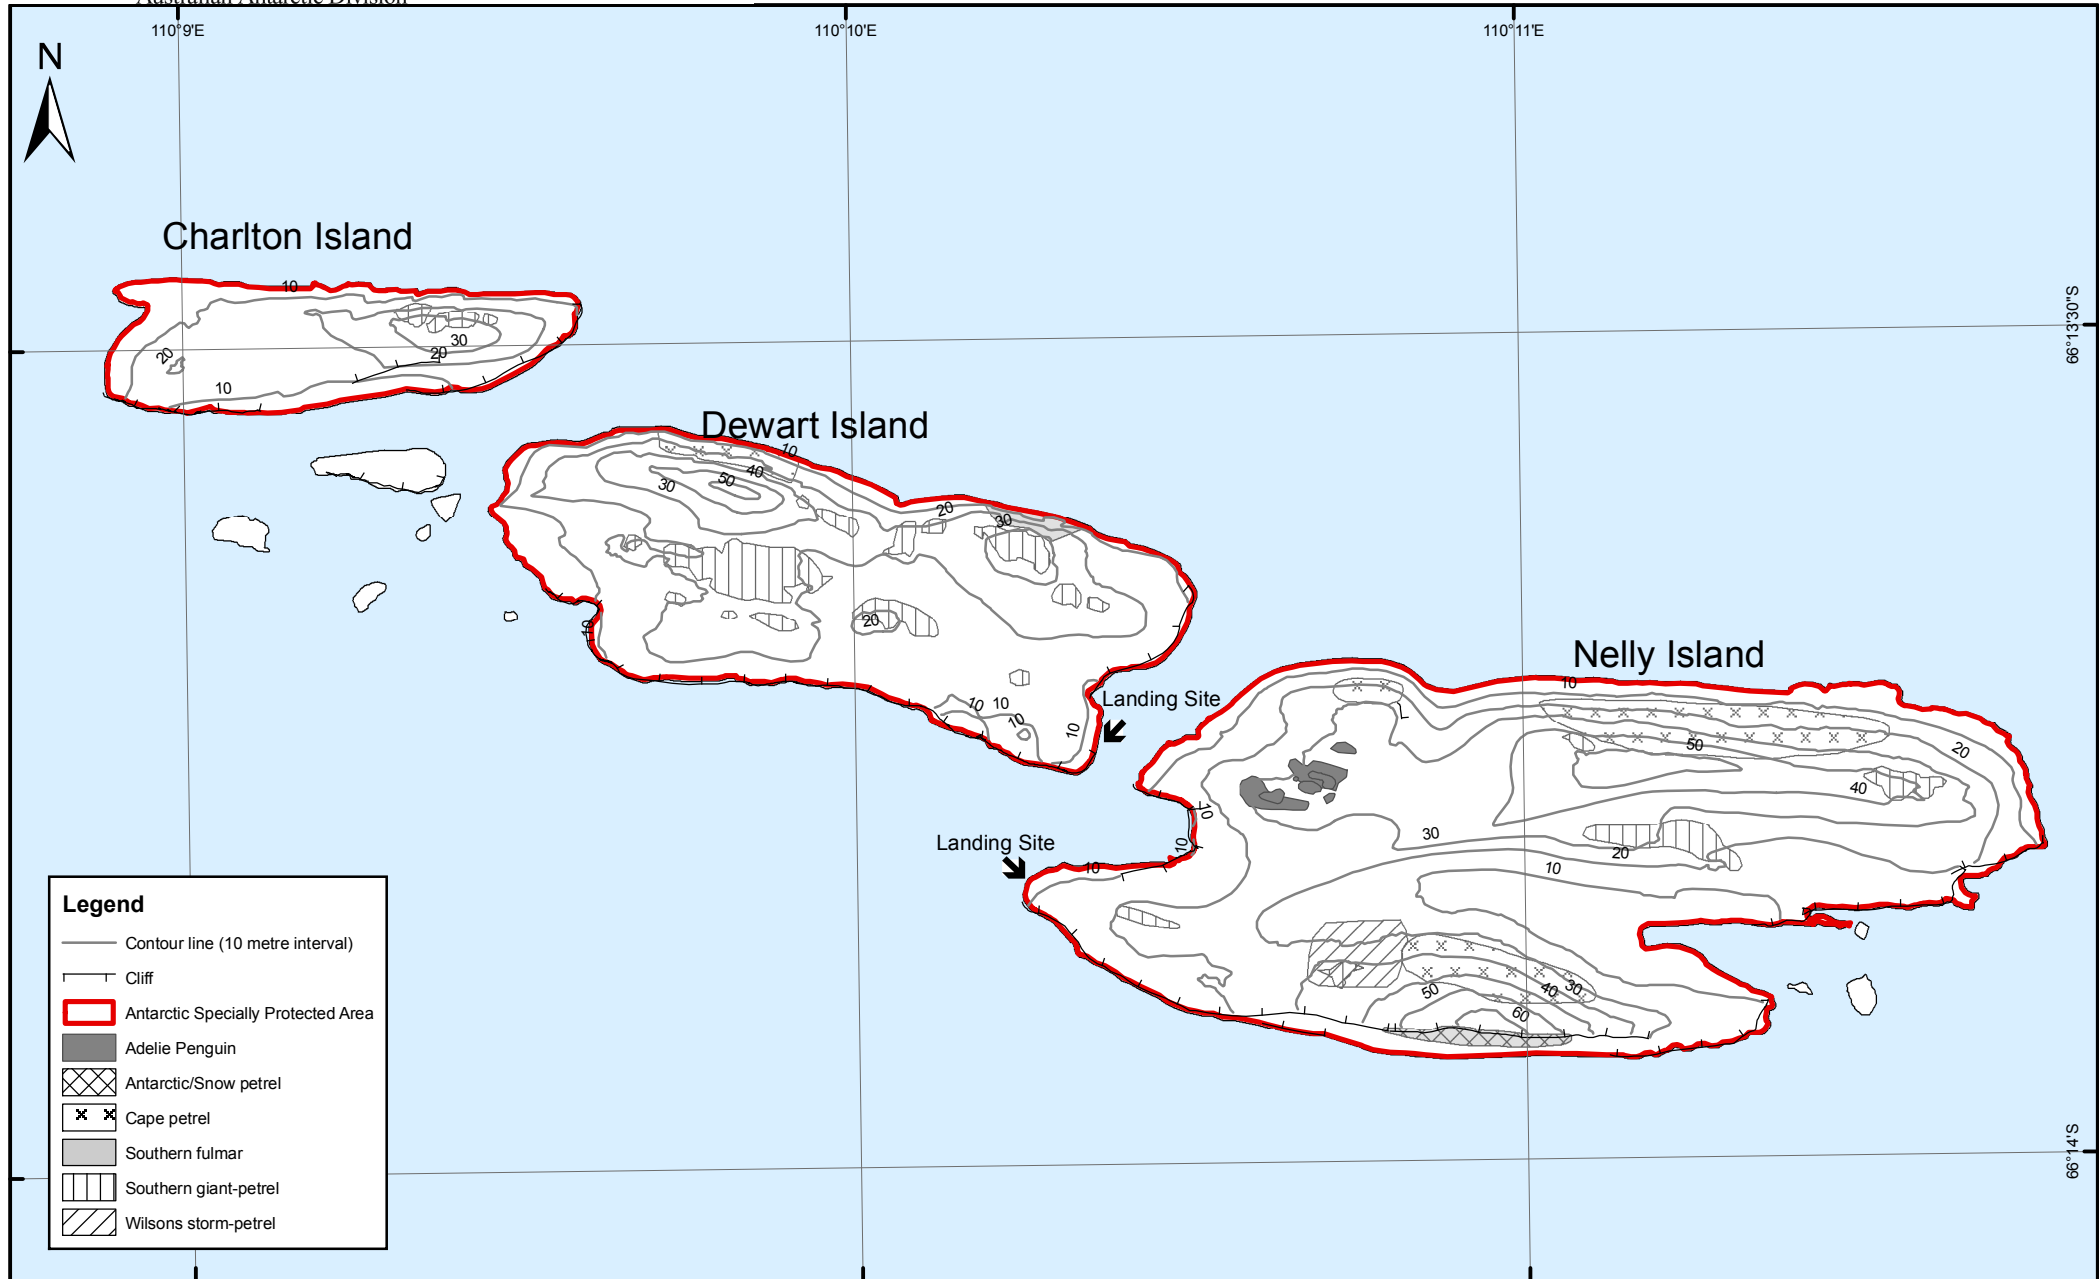 Australian Antarctic Division
110°9'E
110°10'E
110°11'E
N
Charlton Island
10
30
20
20
10
66°13'30"S
Dewart Island
10
40
50
30
20
30
20
10
10
10
10
10
Landing Site
Nelly Island
10
20
50
40
10
30
20
10
10
Landing Site
10
50
40
30
60
66°14'S
Legend
Contour line (10 metre interval)
Cliff
Antarctic Specially Protected Area
Adelie Penguin
Antarctic/Snow petrel
Cape petrel
Southern fulmar
Southern giant-petrel
Wilsons storm-petrel